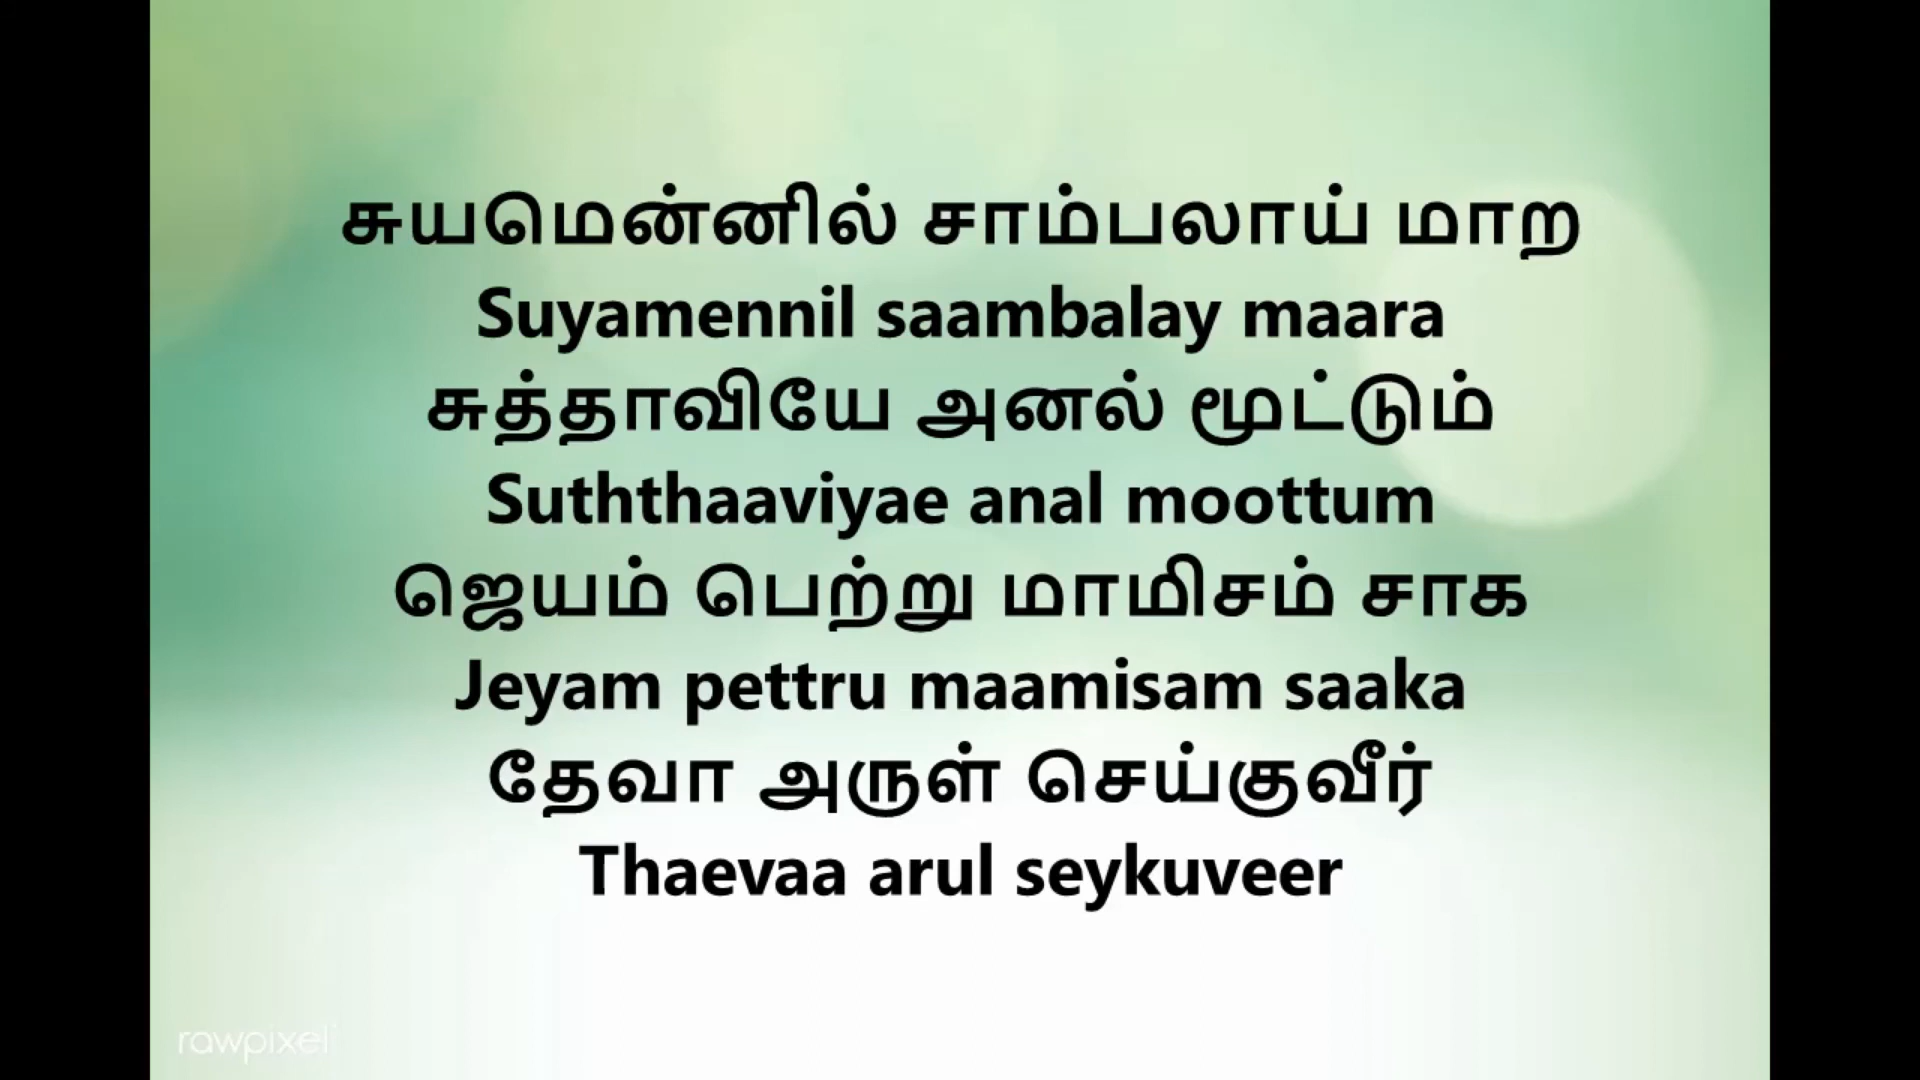 சுயமென்னில் சாம்பலாய் மாற
Suyamennil saambalay maara
சுத்தாவியே அனல் மூட்டும்
Suththaaviyae anal moottum
ஜெயம் பெற்று மாமிசம் சாக
Jeyam pettru maamisam saaka
தேவா அருள் செய்குவீர்
Thaevaa arul seykuveer
rawpixel